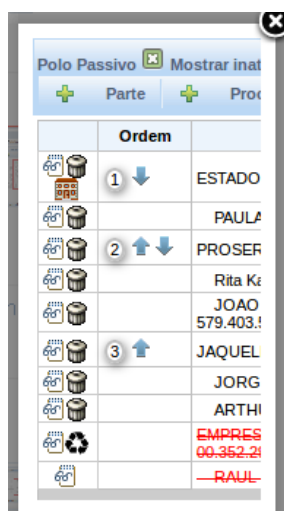 Polo Passivo Mostrar inat
Parte Proc
Ordem
1 ESTADO
PAULA
2 PROSER
Rita Ka
JOAO
579.403.5
3 JAQUEL
JORG
ARTHU
EMPRES
00.352.29
RAUL